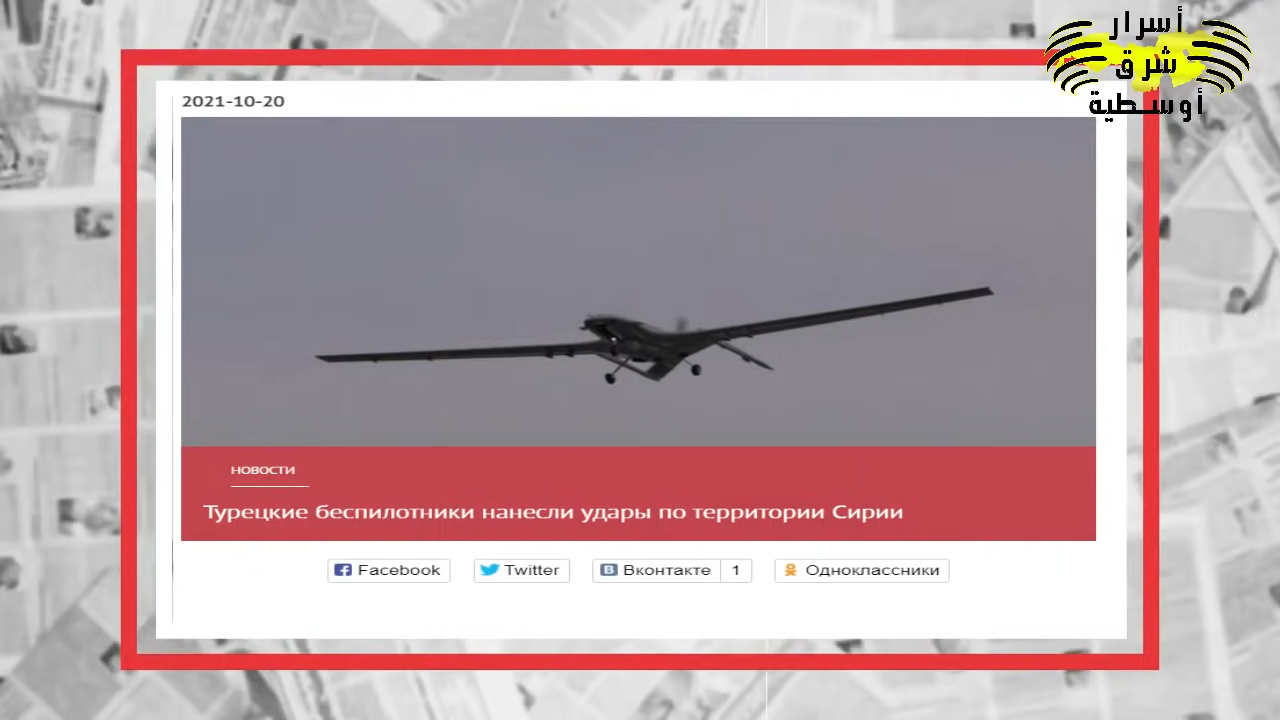 أسرار
شرق
أوسطية
2021-10-20
НОВОСТИ
Турецкие беспилотники нанесли удары по территории Сирии
Facebook
Twitter
Вконтакте 1
Одноклассники